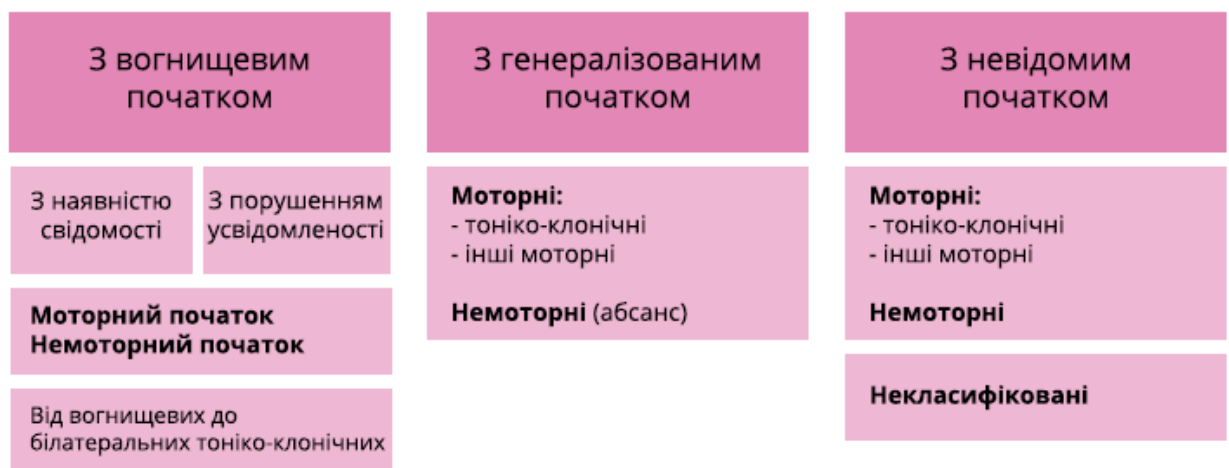 З вогнищевим
початком
З генералізованим
початком
З невідомим
початком
З наявністю
свідомості
З порушенням
усвідомленості
Моторний початок
Немоторний початок
Від вогнищевих до
білатеральних тоніко-клонічних
Моторні:
- тоніко-клонічні
- інші моторні
Немоторні (абсанс)
Моторні:
- тоніко-клонічні
- інші моторні
Немоторні
Некласифіковані